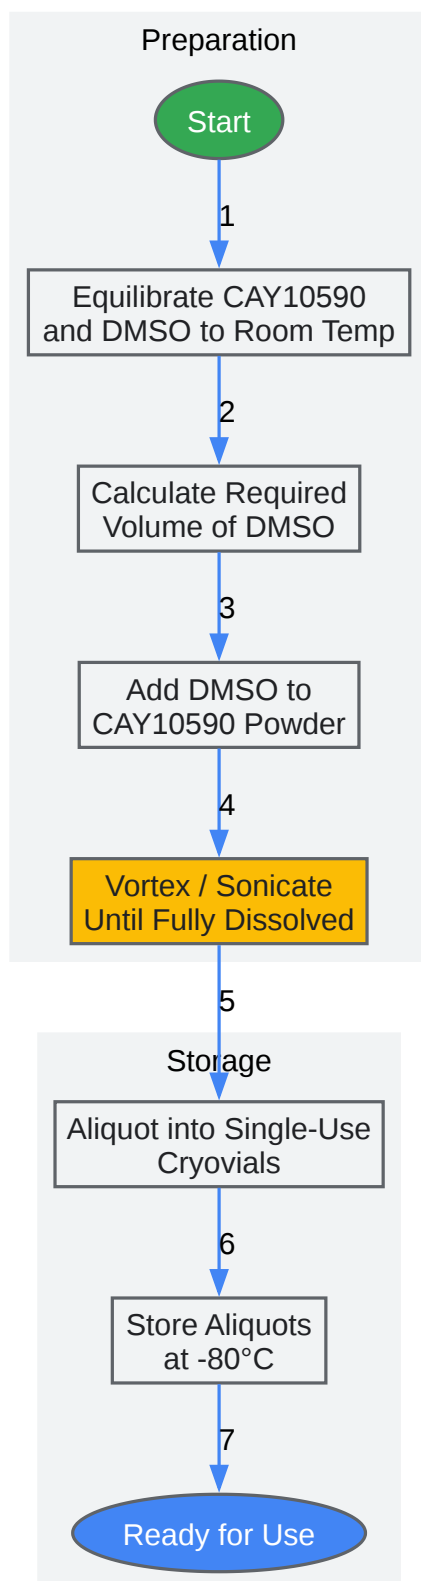 Preparation
Start
1
Equilibrate CAY10590
and DMSO to Room Temp
2
Calculate Required
Volume of DMSO
3
Add DMSO to
CAY10590 Powder
4
Vortex / Sonicate
Until Fully Dissolved
5
Storage
Aliquot into Single-Use
Cryovials
6
Store Aliquots
at -80°C
7
Ready for Use